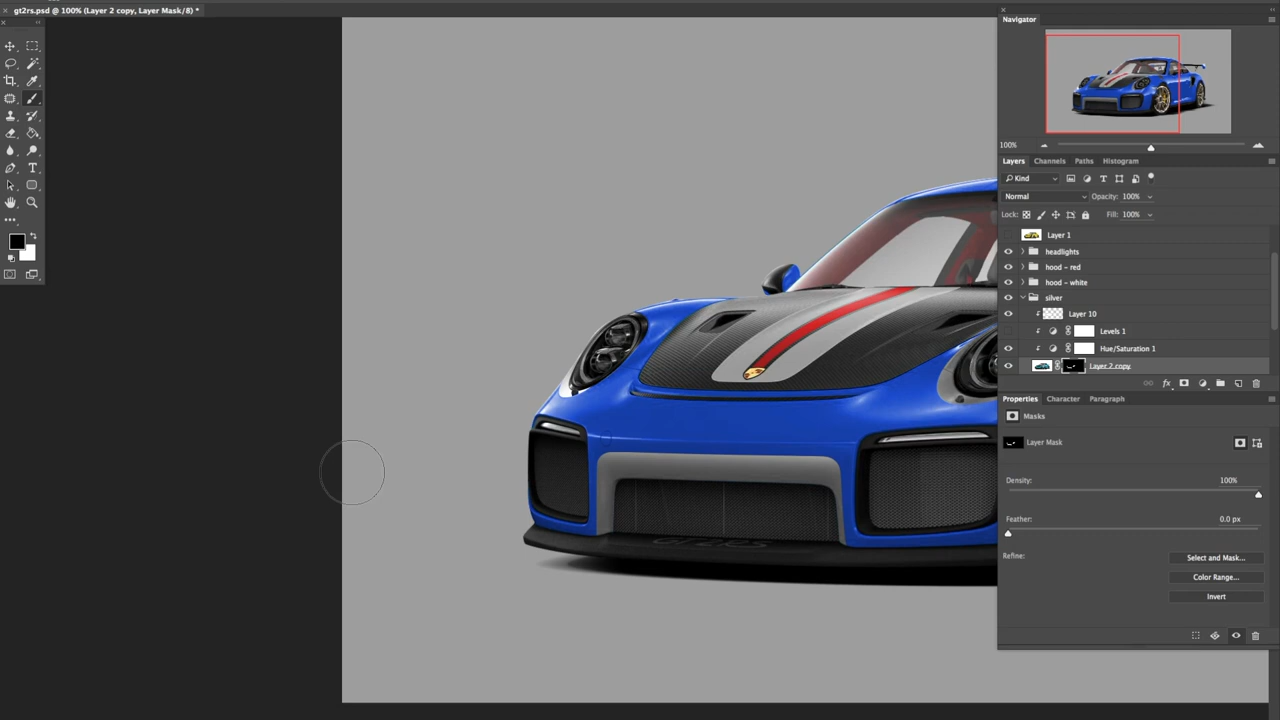 gt2rs.psd @ 100% (Layer 2 copy, Layer Mask/8) *
Navigator
100%
Layers Channels Paths Histogram
Kind
Normal Opacity: 100%
Lock: Fill: 100%
Layer 1
headlights
hood - red
hood - white
silver
Layer 10
Levels 1
Hue/Saturation 1
Layer 2 copy
fx
Properties Character Paragraph
Masks
Layer Mask
Density: 100%
Feather: 0.0 px
Refine: Select and Mask...
Color Range...
Invert
GT2RS